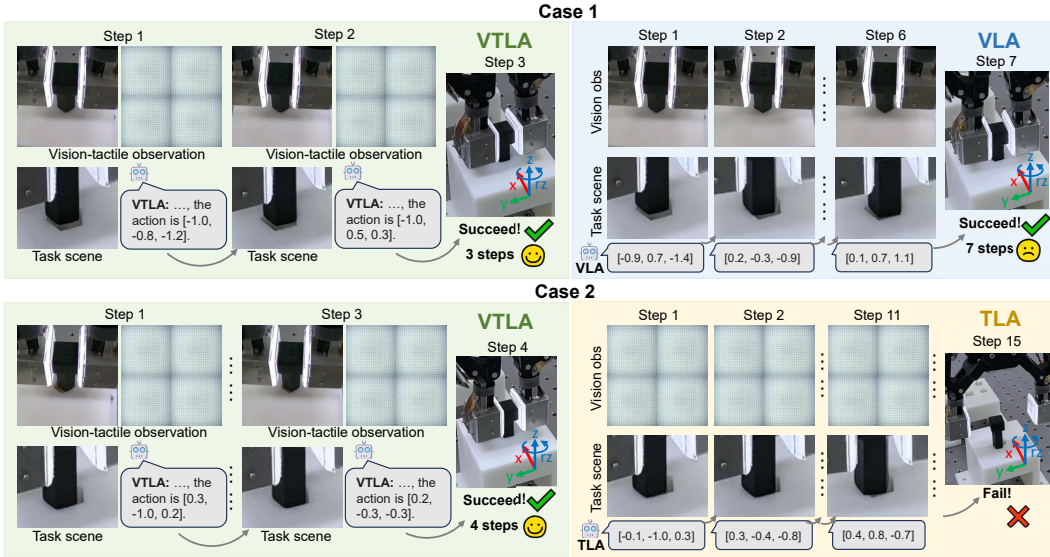 Case 1
Step 1
Step 2
VTLA
Step 3
Vision-tactile observation
Vision-tactile observation
VTLA: ..., the
action is [-1.0,
-0.8, -1.2].
VTLA: ..., the
action is [-1.0,
0.5, 0.3].
z
x
rz
y
Task scene
Task scene
Succeed!
3 steps
Step 1
Step 2
Step 6
VLA
Step 7
Vision obs
Task scene
VLA
[-0.9, 0.7, -1.4]
[0.2, -0.3, -0.9]
[0.1, 0.7, 1.1]
z
x
rz
y
Succeed!
7 steps
Case 2
Step 1
Step 3
VTLA
Step 4
Vision-tactile observation
Vision-tactile observation
VTLA: ..., the
action is [0.3,
-1.0, 0.2].
VTLA: ..., the
action is [0.2,
-0.3, -0.3].
z
x
rz
y
Task scene
Task scene
Succeed!
4 steps
Step 1
Step 2
Step 11
TLA
Step 15
Vision obs
Task scene
TLA
[-0.1, -1.0, 0.3]
[0.3, -0.4, -0.8]
[0.4, 0.8, -0.7]
z
x
rz
y
Fail!